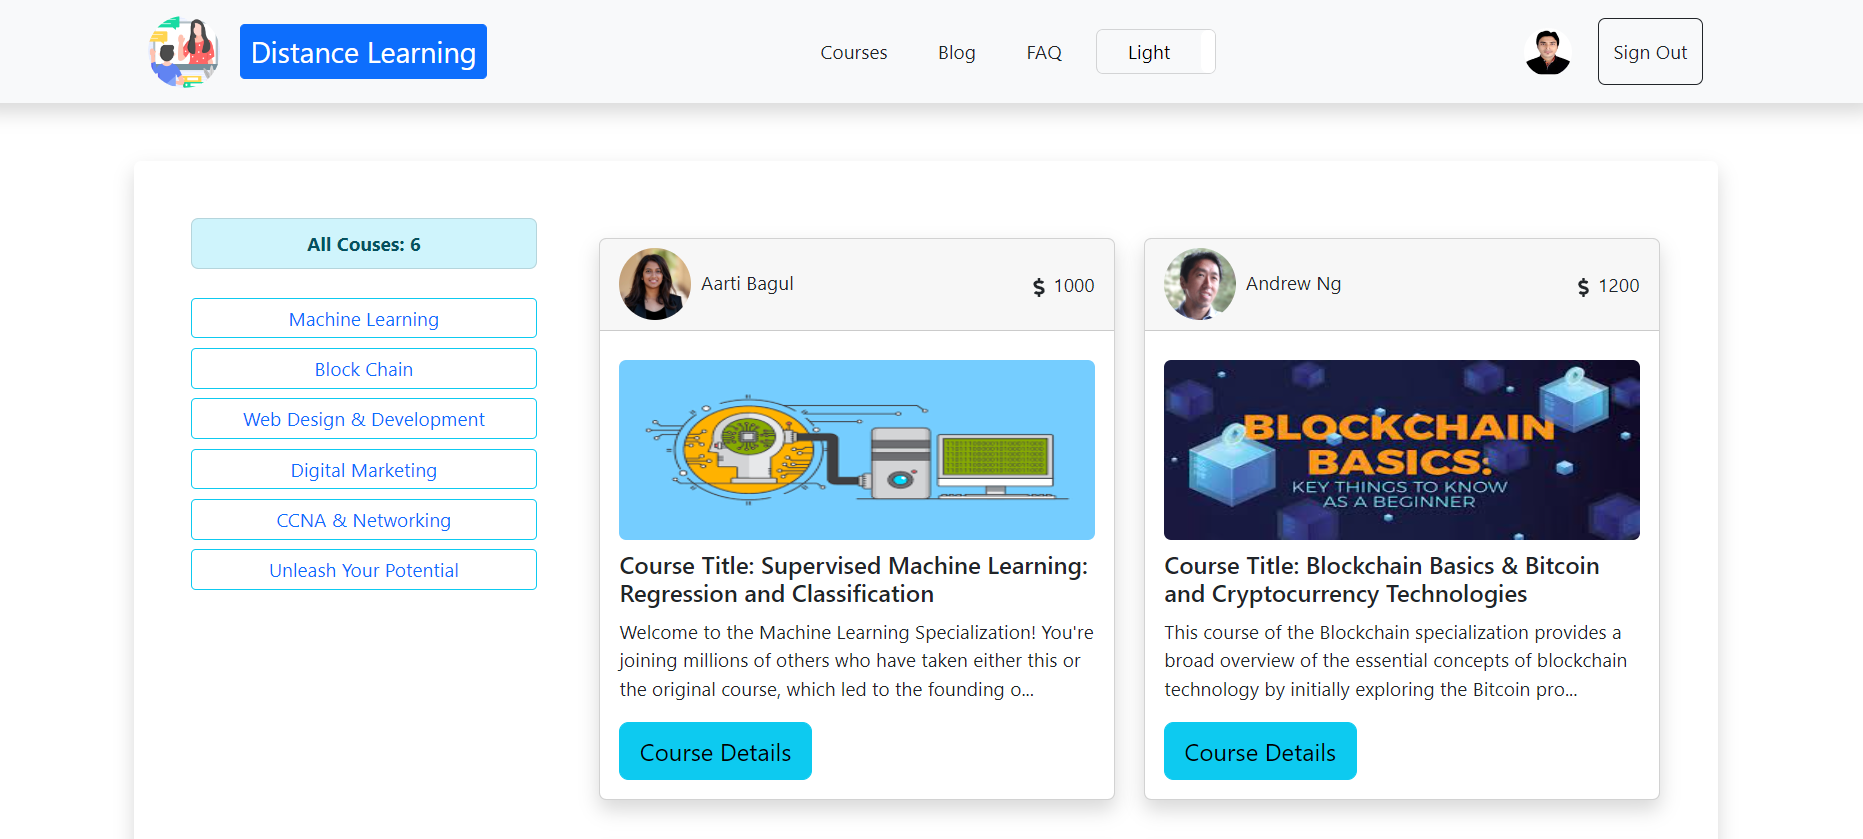 Distance Learning
Courses
Blog
FAQ
Light
Sign Out
All Couses: 6
Machine Learning
Block Chain
Web Design & Development
Digital Marketing
CCNA & Networking
Unleash Your Potential
Aarti Bagul
$ 1000
Course Title: Supervised Machine Learning:
Regression and Classification
Welcome to the Machine Learning Specialization! You're
joining millions of others who have taken either this or
the original course, which led to the founding o...
Course Details
Andrew Ng
$ 1200
BLOCKCHAIN
BASICS:
KEY THINGS TO KNOW
AS A BEGINNER
Course Title: Blockchain Basics & Bitcoin
and Cryptocurrency Technologies
This course of the Blockchain specialization provides a
broad overview of the essential concepts of blockchain
technology by initially exploring the Bitcoin pro...
Course Details